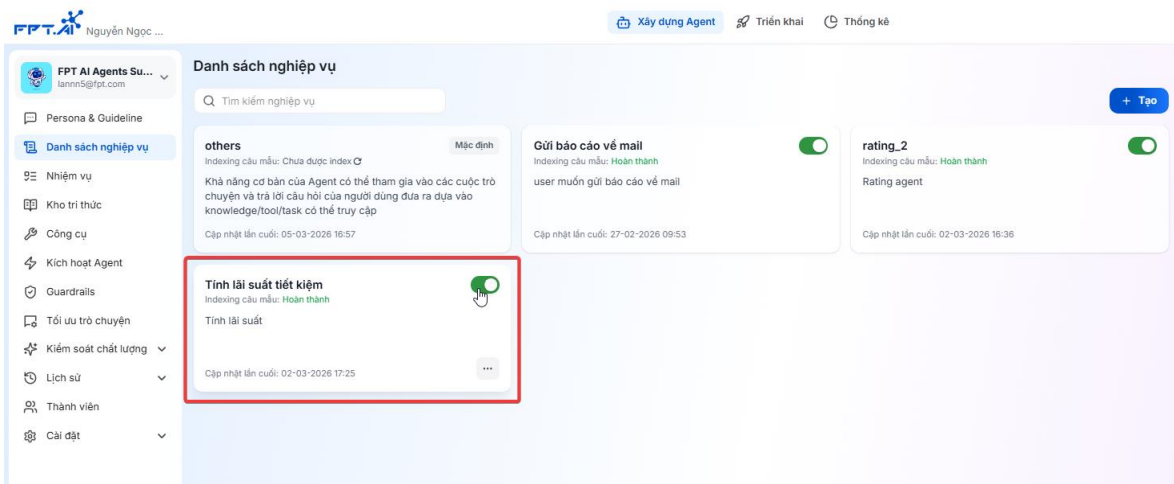 FPT.AI
Nguyễn Ngọc ...
Xây dựng Agent
Triển khai
Thống kê
FPT AI Agents Su...
lannn5@fpt.com
Persona & Guideline
Danh sách nghiệp vụ
Nhiệm vụ
Kho tri thức
Công cụ
Kích hoạt Agent
Guardrails
Tối ưu trò chuyện
Kiểm soát chất lượng
Lịch sử
Thành viên
Cài đặt
Danh sách nghiệp vụ
Tìm kiếm nghiệp vụ
+ Tạo
others
Mặc định
Indexing câu mẫu: Chưa được index
Khả năng cơ bản của Agent có thể tham gia vào các cuộc trò
chuyện và trả lời câu hỏi của người dùng đưa ra dựa vào
knowledge/tool/task có thể truy cập
Cập nhật lần cuối: 05-03-2026 16:57
Gửi báo cáo về mail
Indexing câu mẫu: Hoàn thành
user muốn gửi báo cáo về mail
Cập nhật lần cuối: 27-02-2026 09:53
rating_2
Indexing câu mẫu: Hoàn thành
Rating agent
Cập nhật lần cuối: 02-03-2026 16:36
Tính lãi suất tiết kiệm
Indexing câu mẫu: Hoàn thành
Tính lãi suất
Cập nhật lần cuối: 02-03-2026 17:25